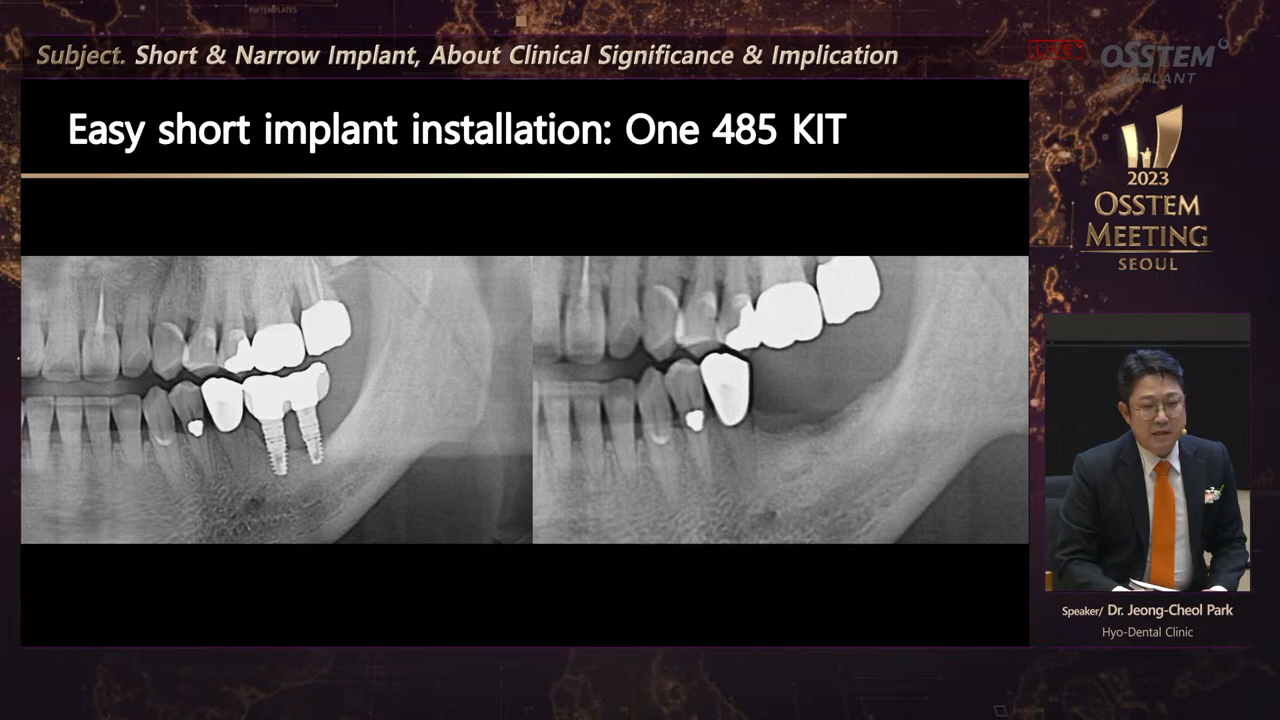 Subject. Short & Narrow Implant, About Clinical Significance & Implication
LIVE
OSSTEM
IMPLANT
Easy short implant installation: One 485 KIT
2023
OSSTEM
MEETING
SEOUL
Speaker/ Dr. Jeong-Cheol Park
Hyo-Dental Clinic